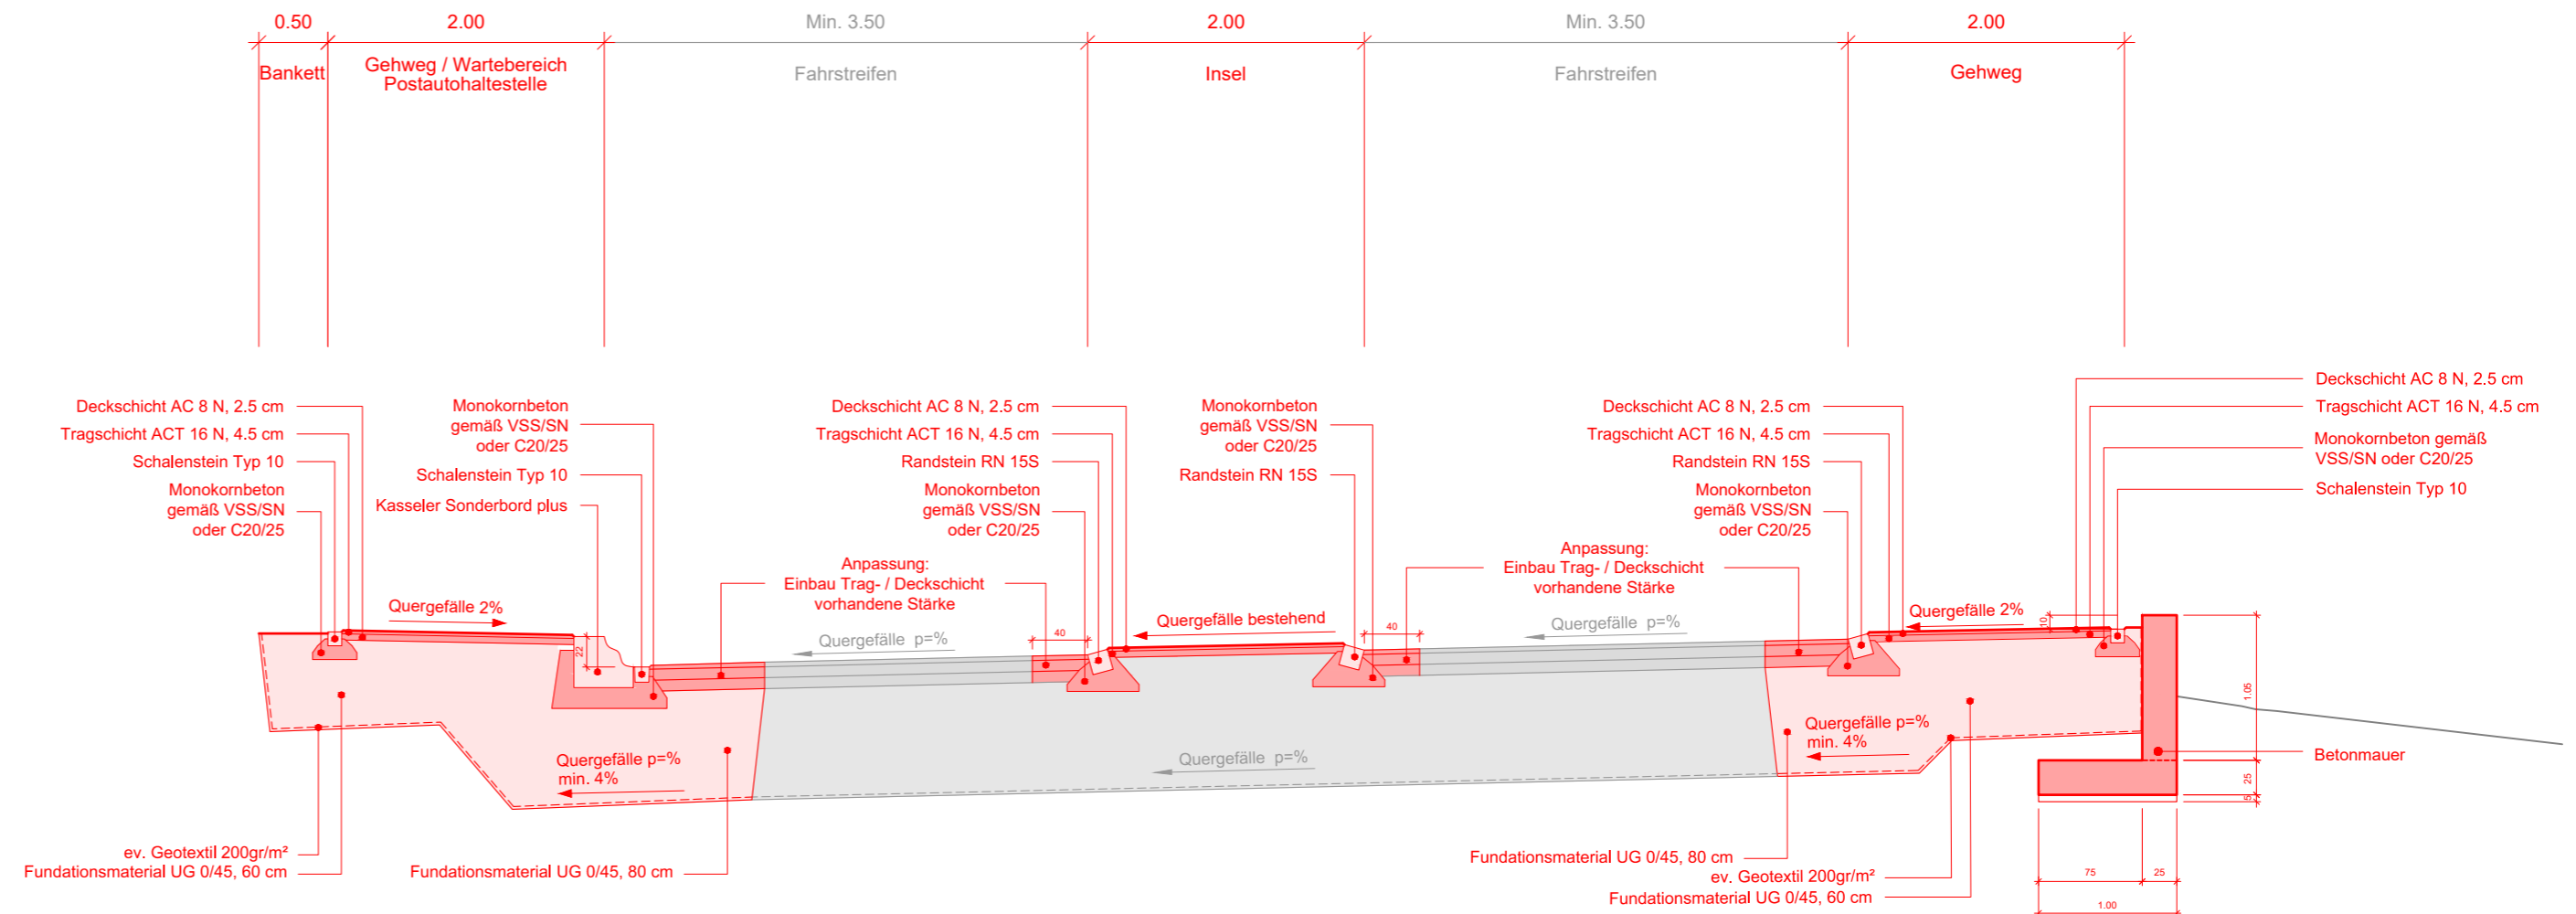 0.50
2.00
Min. 3.50
2.00
Min. 3.50
2.00
Bankett
Gehweg / Wartebereich
Postautohaltestelle
Fahrstreifen
Insel
Fahrstreifen
Gehweg
Deckschicht AC 8 N, 2.5 cm
Tragschicht ACT 16 N, 4.5 cm
Schalenstein Typ 10
Monokornbeton
gemäß VSS/SN
oder C20/25
Monokornbeton
gemäß VSS/SN
oder C20/25
Schalenstein Typ 10
Kasseler Sonderbord plus
Deckschicht AC 8 N, 2.5 cm
Tragschicht ACT 16 N, 4.5 cm
Randstein RN 15S
Monokornbeton
gemäß VSS/SN
oder C20/25
Monokornbeton
gemäß VSS/SN
oder C20/25
Randstein RN 15S
Deckschicht AC 8 N, 2.5 cm
Tragschicht ACT 16 N, 4.5 cm
Randstein RN 15S
Monokornbeton
gemäß VSS/SN
oder C20/25
Deckschicht AC 8 N, 2.5 cm
Tragschicht ACT 16 N, 4.5 cm
Monokornbeton gemäß
VSS/SN oder C20/25
Schalenstein Typ 10
Anpassung:
Einbau Trag- / Deckschicht
vorhandene Stärke
Anpassung:
Einbau Trag- / Deckschicht
vorhandene Stärke
Quergefälle 2%
22
Quergefälle p=%
40
Quergefälle bestehend
40
Quergefälle p=%
Quergefälle 2%
10
1.05
25
5
Quergefälle p=%
min. 4%
Quergefälle p=%
Quergefälle p=%
min. 4%
Betonmauer
ev. Geotextil 200gr/m²
Fundationsmaterial UG 0/45, 60 cm
Fundationsmaterial UG 0/45, 80 cm
Fundationsmaterial UG 0/45, 80 cm
ev. Geotextil 200gr/m²
Fundationsmaterial UG 0/45, 60 cm
75
25
1.00